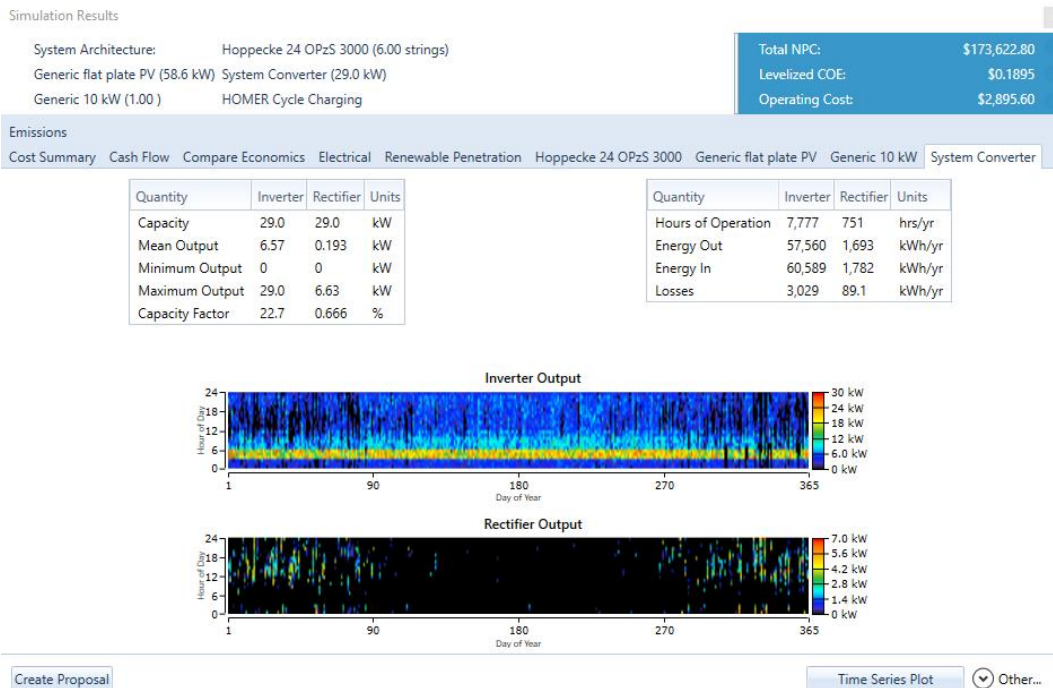 Simulation Results
System Architecture: Hoppecke 24 OPzS 3000 (6.00 strings)
Generic flat plate PV (58.6 kW) System Converter (29.0 kW)
Generic 10 kW (1.00 ) HOMER Cycle Charging
Total NPC: $173,622.80
Levelized COE: $0.1895
Operating Cost: $2,895.60
Emissions
Cost Summary Cash Flow Compare Economics Electrical Renewable Penetration Hoppecke 24 OPzS 3000 Generic flat plate PV Generic 10 kW System Converter
Quantity Inverter Rectifier Units
Capacity 29.0 29.0 kW
Mean Output 6.57 0.193 kW
Minimum Output 0 0 kW
Maximum Output 29.0 6.63 kW
Capacity Factor 22.7 0.666 %
Quantity Inverter Rectifier Units
Hours of Operation 7,777 751 hrs/yr
Energy Out 57,560 1,693 kWh/yr
Energy In 60,589 1,782 kWh/yr
Losses 3,029 89.1 kWh/yr
Inverter Output
24
18
12
6
0
Hour of Day
30 kW
24 kW
18 kW
12 kW
6.0 kW
0 kW
1 90 180 270 365
Day of Year
Rectifier Output
24
18
12
6
0
Hour of Day
7.0 kW
5.6 kW
4.2 kW
2.8 kW
1.4 kW
0 kW
1 90 180 270 365
Day of Year
Create Proposal
Time Series Plot
Other...